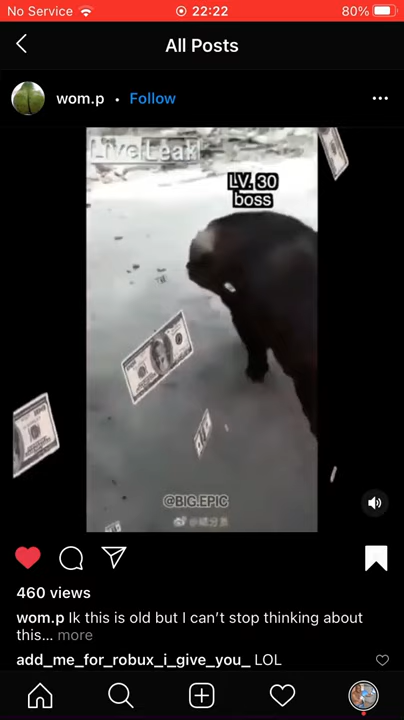 No Service 22:22 80%
All Posts
wom.p • Follow
LiveLeak
LV. 30
boss
@BIG.EPIC
460 views
wom.p Ik this is old but I can’t stop thinking about
this... more
add_me_for_robux_i_give_you_ LOL